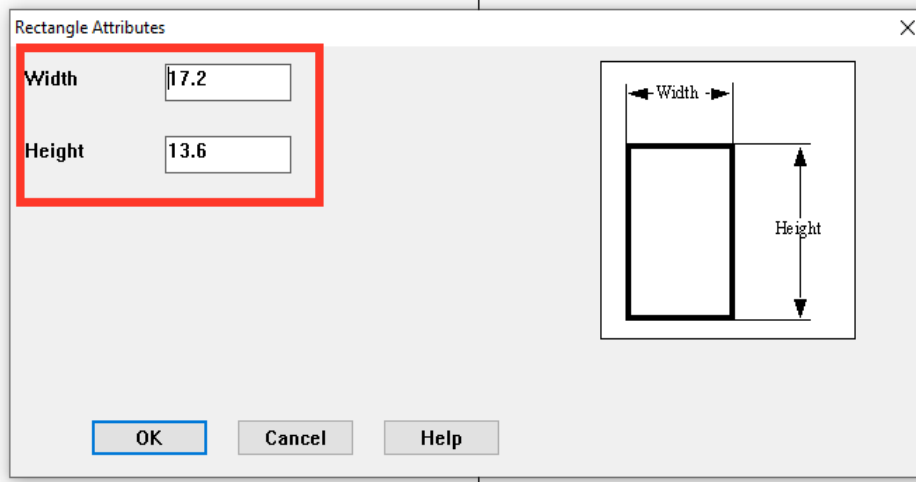 Rectangle Attributes
Width 17.2
Height 13.6
Width
Height
OK Cancel Help